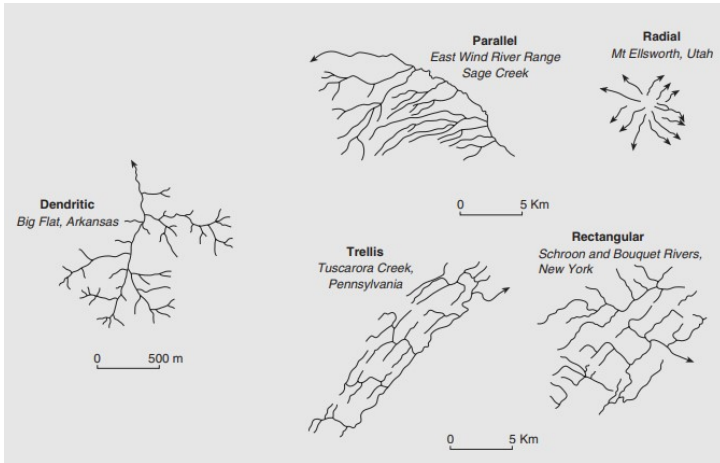 Parallel
East Wind River Range
Sage Creek
Radial
Mt Ellsworth, Utah
0 5 Km
Dendritic
Big Flat, Arkansas
0 500 m
Trellis
Tuscarora Creek,
Pennsylvania
Rectangular
Schroon and Bouquet Rivers,
New York
0 5 Km